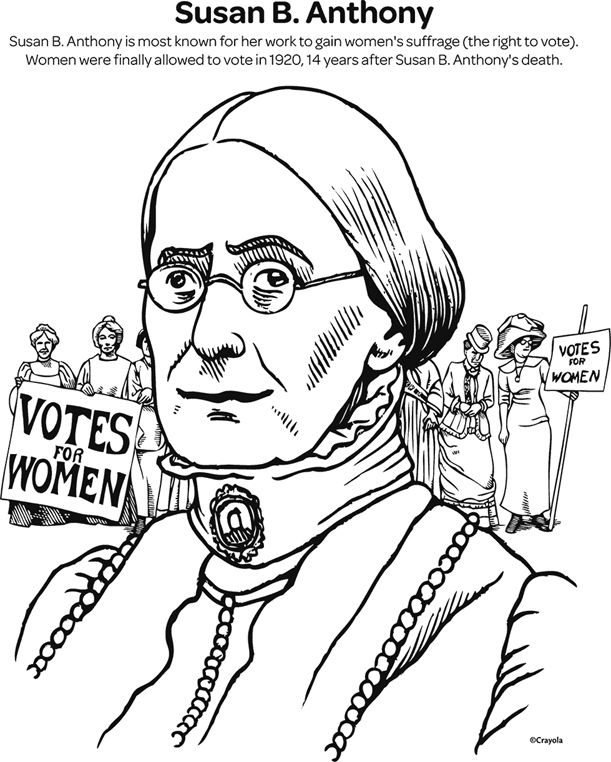 Susan B. Anthony
Susan B. Anthony is most known for her work to gain women's suffrage (the right to vote).
Women were finally allowed to vote in 1920, 14 years after Susan B. Anthony's death.
VOTES
FOR
WOMEN
VOTES
FOR
WOMEN
©Crayola